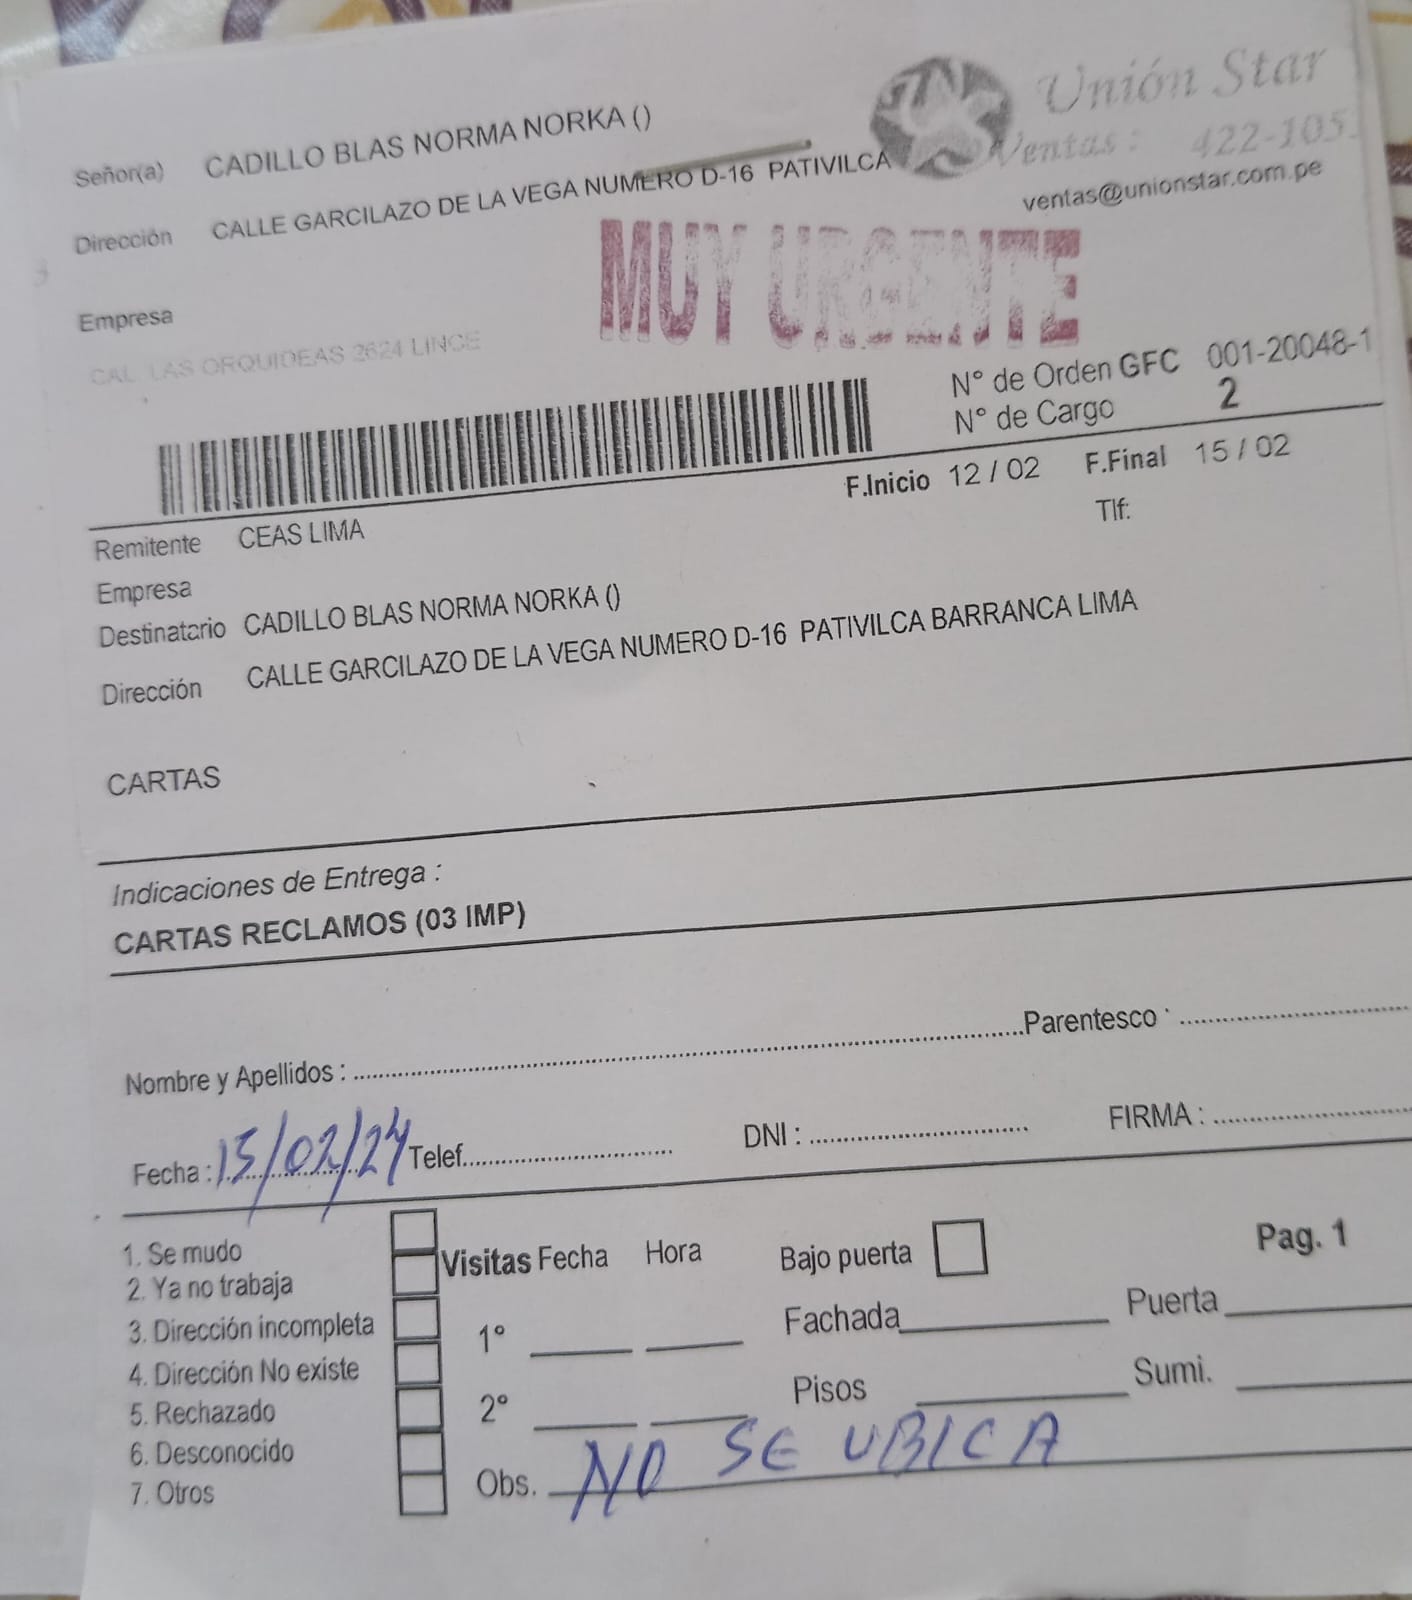 Unión Star
Señor(a) CADILLO BLAS NORMA NORKA ()
Ventas: 422-105
ventas@unionstar.com.pe
Dirección CALLE GARCILAZO DE LA VEGA NUMERO D-16 PATIVILCA
MUY URGENTE
Empresa
CAL LAS ORQUIDEAS 2624 LINCE
N° de Orden GFC 001-20048-1
N° de Cargo 2
F.Inicio 12 / 02 F.Final 15 / 02
Tlf:
Remitente CEAS LIMA
Empresa
Destinatario CADILLO BLAS NORMA NORKA ()
Dirección CALLE GARCILAZO DE LA VEGA NUMERO D-16 PATIVILCA BARRANCA LIMA
CARTAS
Indicaciones de Entrega :
CARTAS RECLAMOS (03 IMP)
Nombre y Apellidos : Parentesco :
Fecha : 15/02/24 Telef. DNI : FIRMA :
1. Se mudo
2. Ya no trabaja
3. Dirección incompleta
4. Dirección No existe
5. Rechazado
6. Desconocido
7. Otros
Visitas Fecha Hora
1°
2°
Bajo puerta
Pag. 1
Fachada Puerta
Pisos Sumi.
Obs. NO SE UBICA